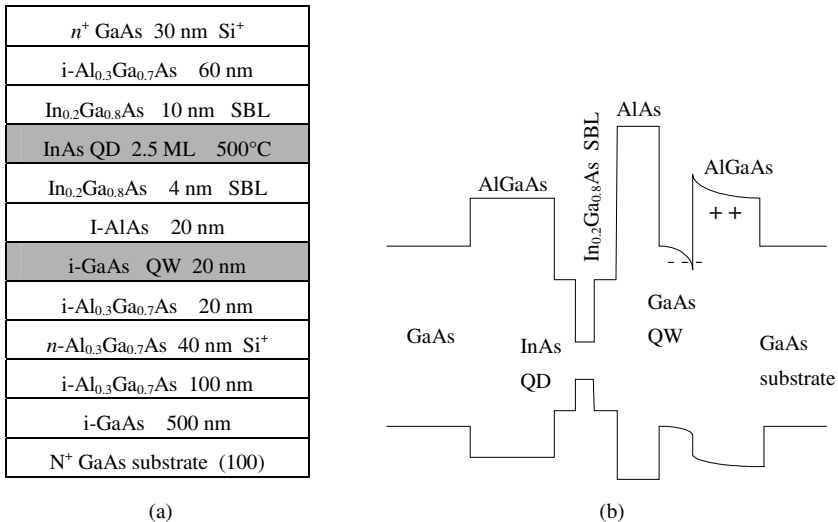 n⁺ GaAs 30 nm Si⁺
i-Al₀.₃Ga₀.₇As 60 nm
In₀.₂Ga₀.₈As 10 nm SBL
InAs QD 2.5 ML 500°C
In₀.₂Ga₀.₈As 4 nm SBL
I-AlAs 20 nm
i-GaAs QW 20 nm
i-Al₀.₃Ga₀.₇As 20 nm
n-Al₀.₃Ga₀.₇As 40 nm Si⁺
i-Al₀.₃Ga₀.₇As 100 nm
i-GaAs 500 nm
N⁺ GaAs substrate (100)
(a)
AlGaAs
In₀.₂Ga₀.₈As SBL
AlAs
AlGaAs
+ +
- - -
GaAs
InAs
QD
GaAs
QW
GaAs
substrate
(b)